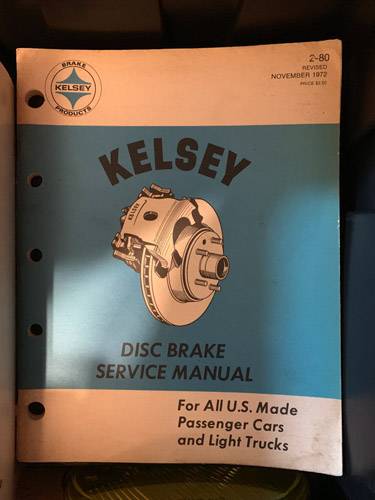 BRAKE
KELSEY
PRODUCTS
2-80
REVISED
NOVEMBER 1972
KELSEY
KELSEY
DISC BRAKE
SERVICE MANUAL
For All U.S. Made
Passenger Cars
and Light Trucks